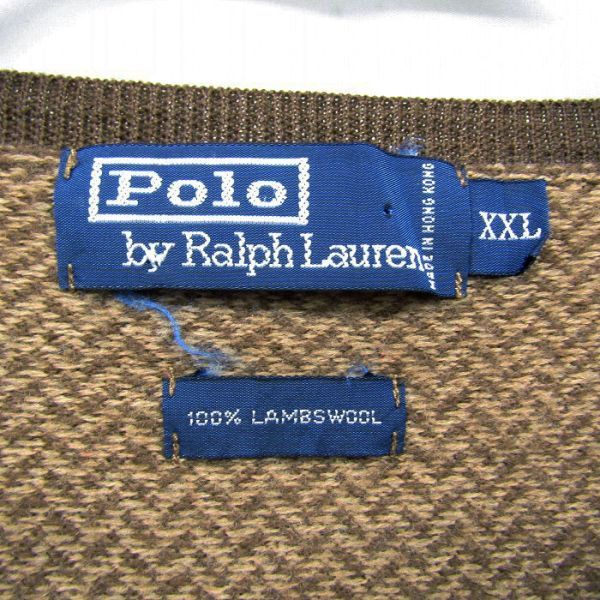 Polo
by Ralph Lauren
MADE IN HONG KONG
XXL
100% LAMBSWOOL